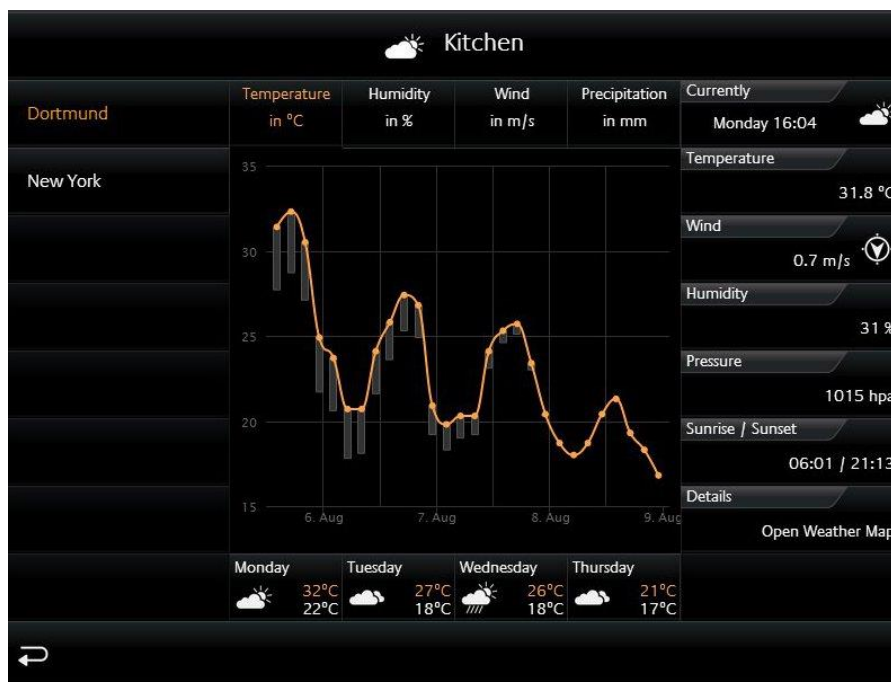 Kitchen
Dortmund
New York
Temperature
in °C
Humidity
in %
Wind
in m/s
Precipitation
in mm
35
30
25
20
15
6. Aug
7. Aug
8. Aug
9. Aug
Currently
Monday 16:04
Temperature
31.8 °C
Wind
0.7 m/s
Humidity
31 %
Pressure
1015 hpa
Sunrise / Sunset
06:01 / 21:13
Details
Open Weather Map
Monday
32°C
22°C
Tuesday
27°C
18°C
Wednesday
26°C
18°C
Thursday
21°C
17°C